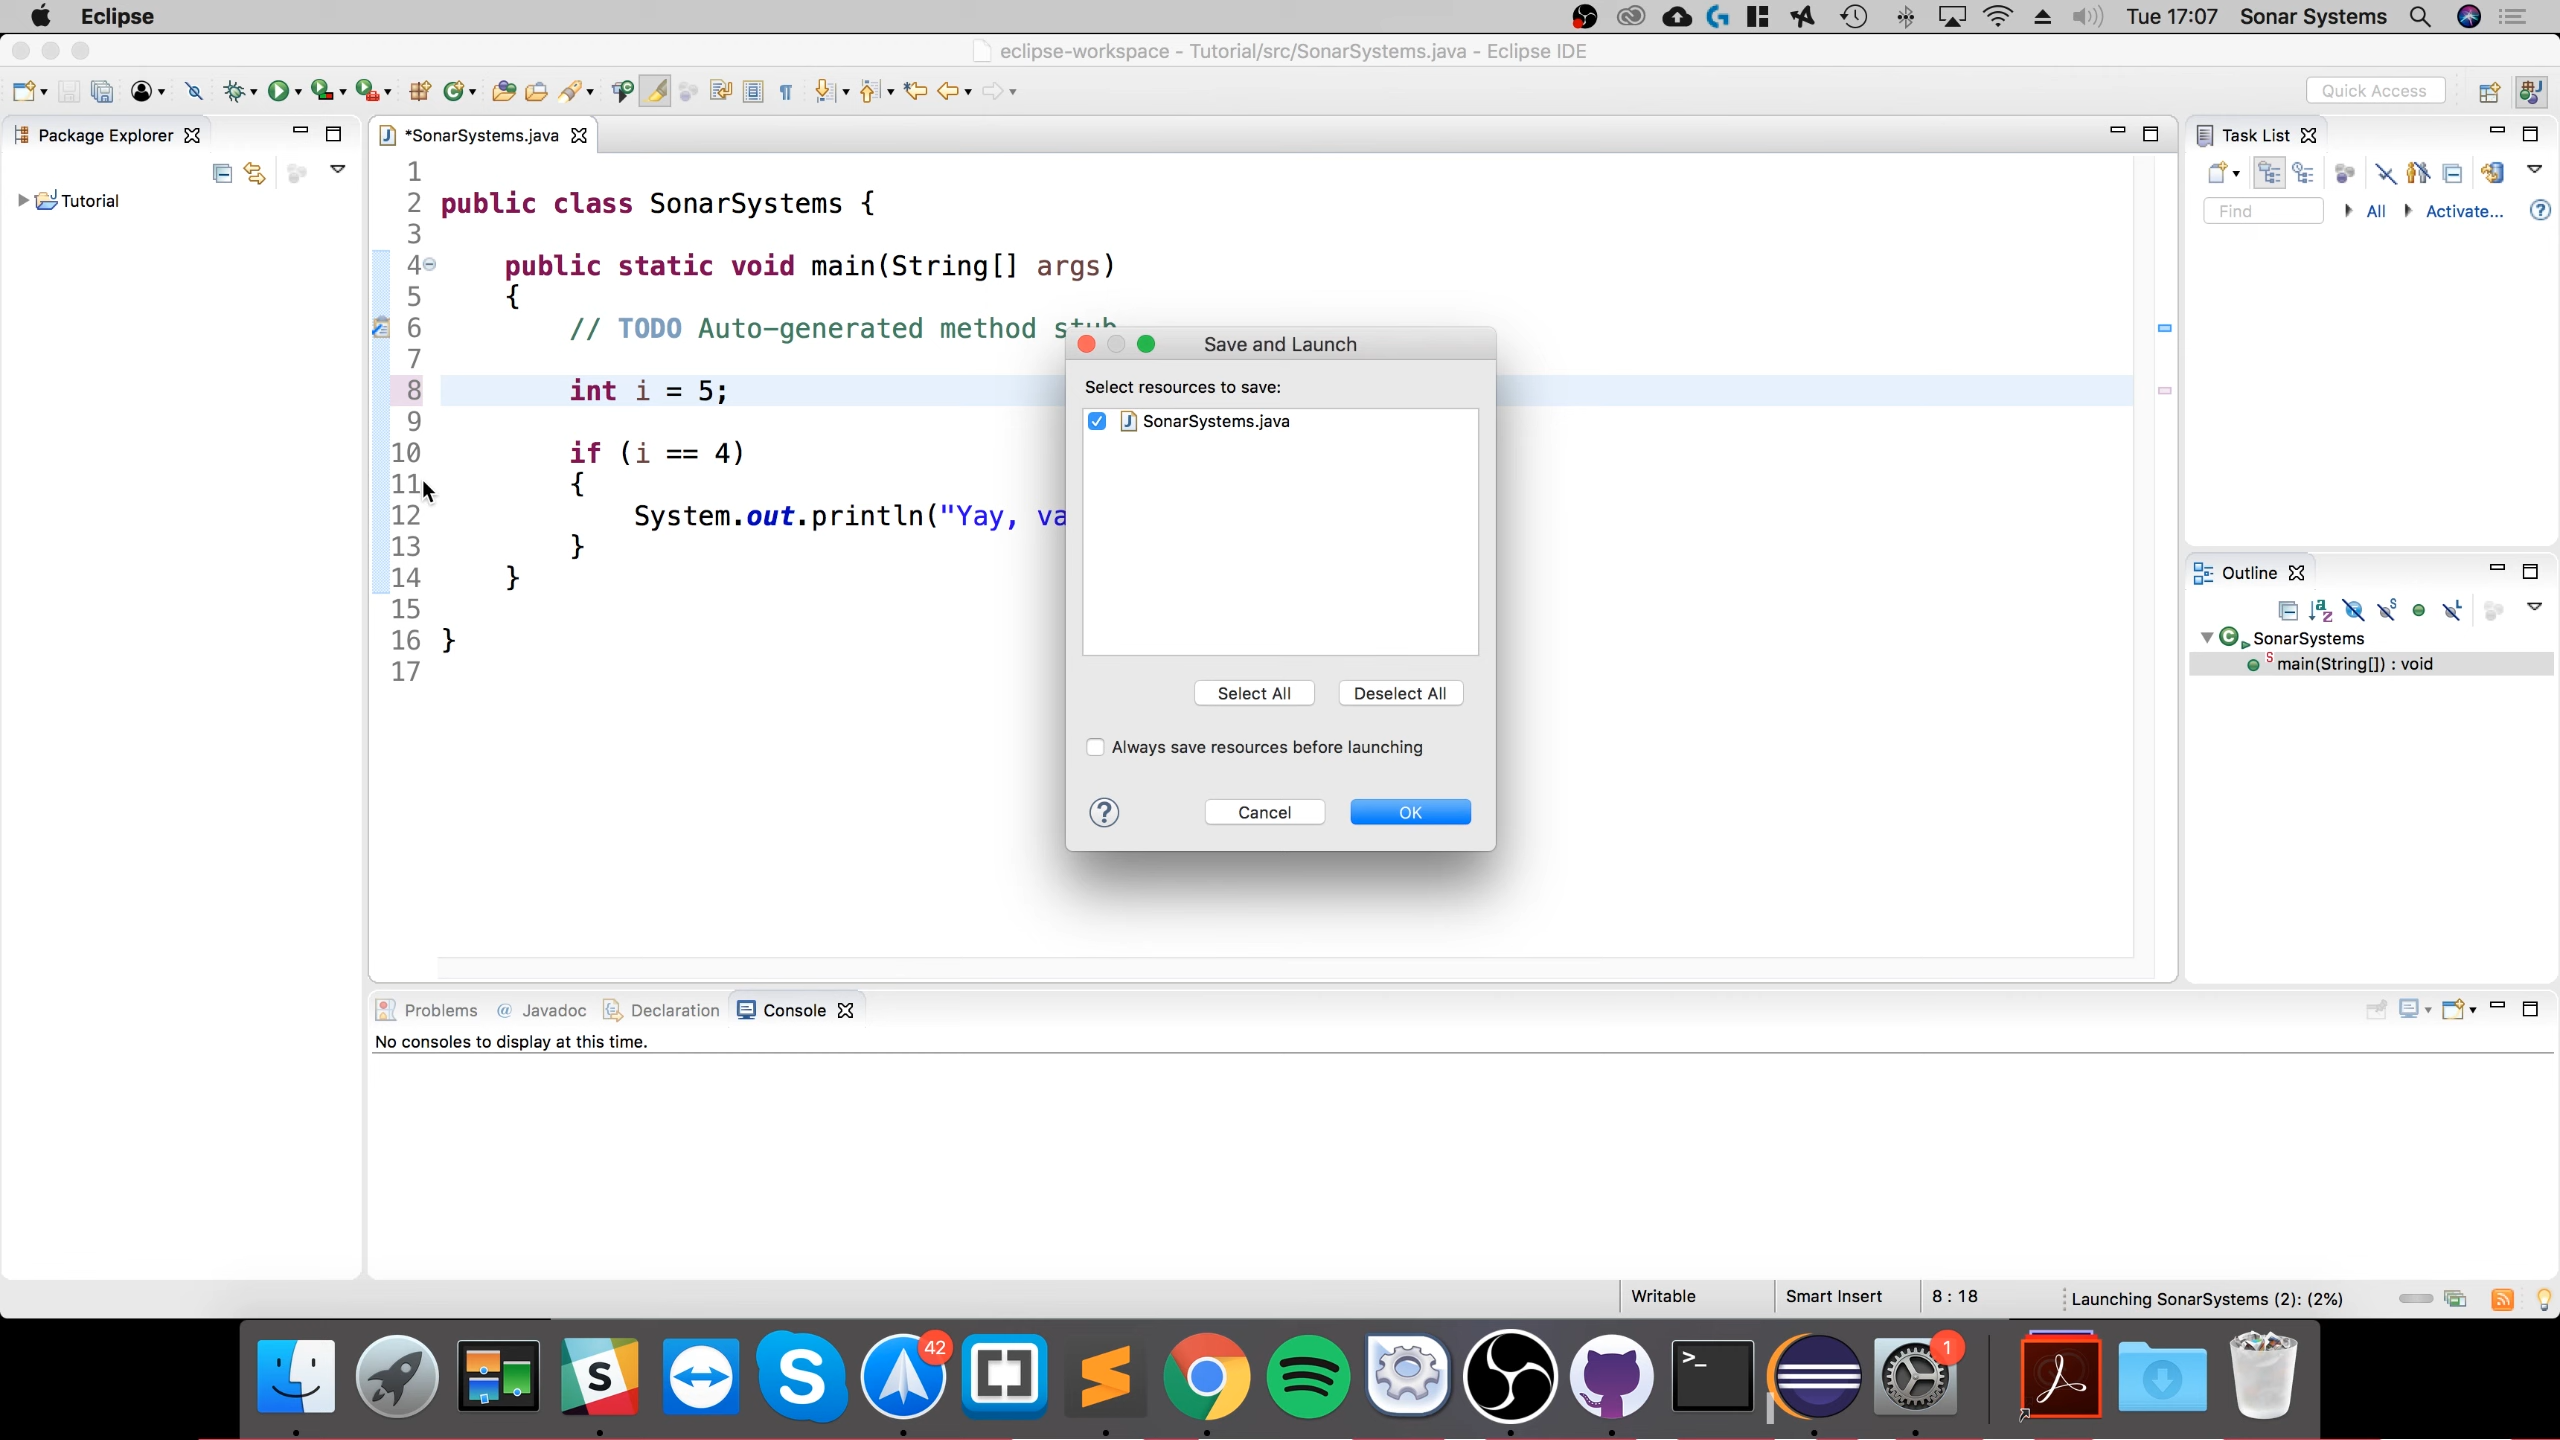 Eclipse
Tue 17:07 Sonar Systems
eclipse-workspace - Tutorial/src/SonarSystems.java - Eclipse IDE
Quick Access
Package Explorer
*SonarSystems.java
Task List
Tutorial
Find All Activate...
1
2 public class SonarSystems {
3
4 public static void main(String[] args)
5 {
6 // TODO Auto-generated method stub
7
8 int i = 5;
9
10 if (i == 4)
11 {
12 System.out.println("Yay, va
13 }
14 }
15
16 }
17
Save and Launch
Select resources to save:
SonarSystems.java
Select All Deselect All
Always save resources before launching
? Cancel OK
Outline
SonarSystems
main(String[]) : void
Problems @ Javadoc Declaration Console
No consoles to display at this time.
Writable Smart Insert 8 : 18 Launching SonarSystems (2): (2%)
42
1